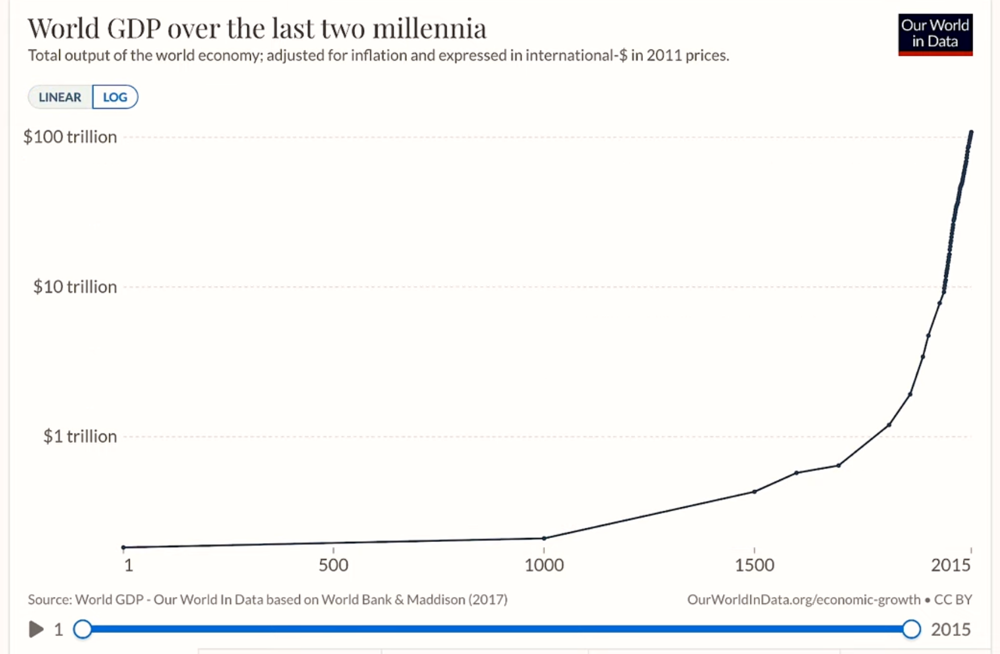 World GDP over the last two millennia
Total output of the world economy; adjusted for inflation and expressed in international-$ in 2011 prices.
Our World
in Data
LINEAR LOG
$100 trillion
$10 trillion
$1 trillion
1 500 1000 1500 2015
Source: World GDP - Our World In Data based on World Bank & Maddison (2017)
OurWorldInData.org/economic-growth • CC BY
1 2015